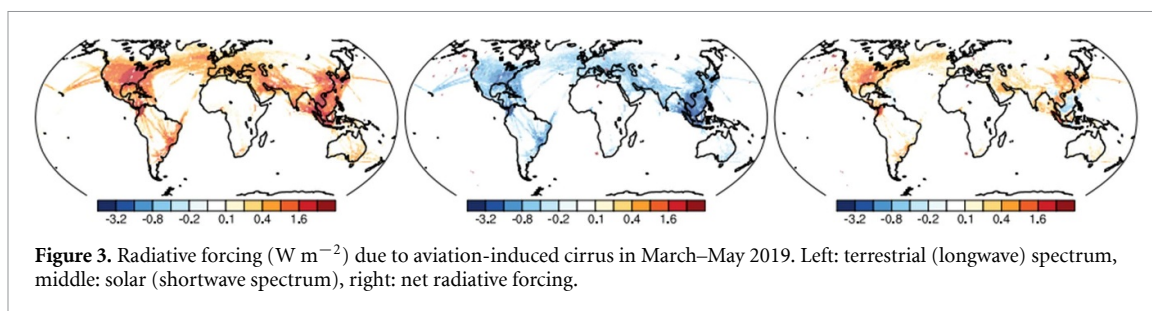 -3.2 -0.8 -0.2 0.1 0.4 1.6 -3.2 -0.8 -0.2 0.1 0.4 1.6 -3.2 -0.8 -0.2 0.1 0.4 1.6
Figure 3. Radiative forcing (W m−2) due to aviation-induced cirrus in March–May 2019. Left: terrestrial (longwave) spectrum,
middle: solar (shortwave spectrum), right: net radiative forcing.